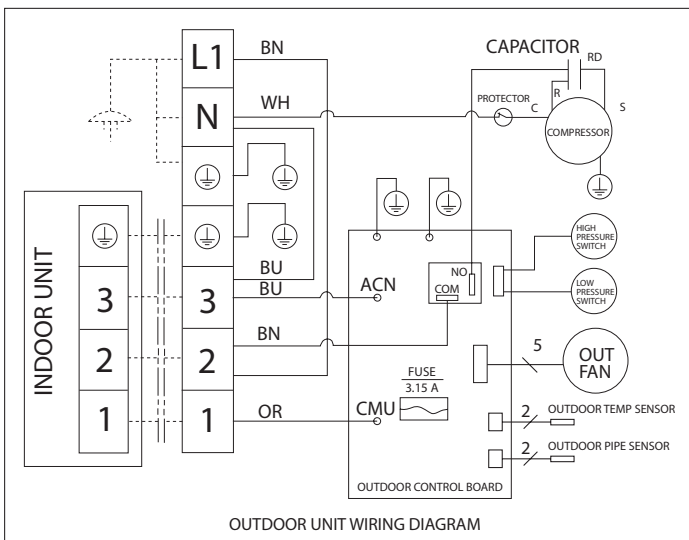 L1
BN
CAPACITOR
RD
N
WH
PROTECTOR
C
R
S
COMPRESSOR
INDOOR UNIT
3
2
1
3
2
1
BU
BU
BN
OR
ACN
CMU
NO
COM
FUSE
3.15 A
HIGH
PRESSURE
SWITCH
LOW
PRESSURE
SWITCH
5
OUT
FAN
2
OUTDOOR TEMP SENSOR
2
OUTDOOR PIPE SENSOR
OUTDOOR CONTROL BOARD
OUTDOOR UNIT WIRING DIAGRAM